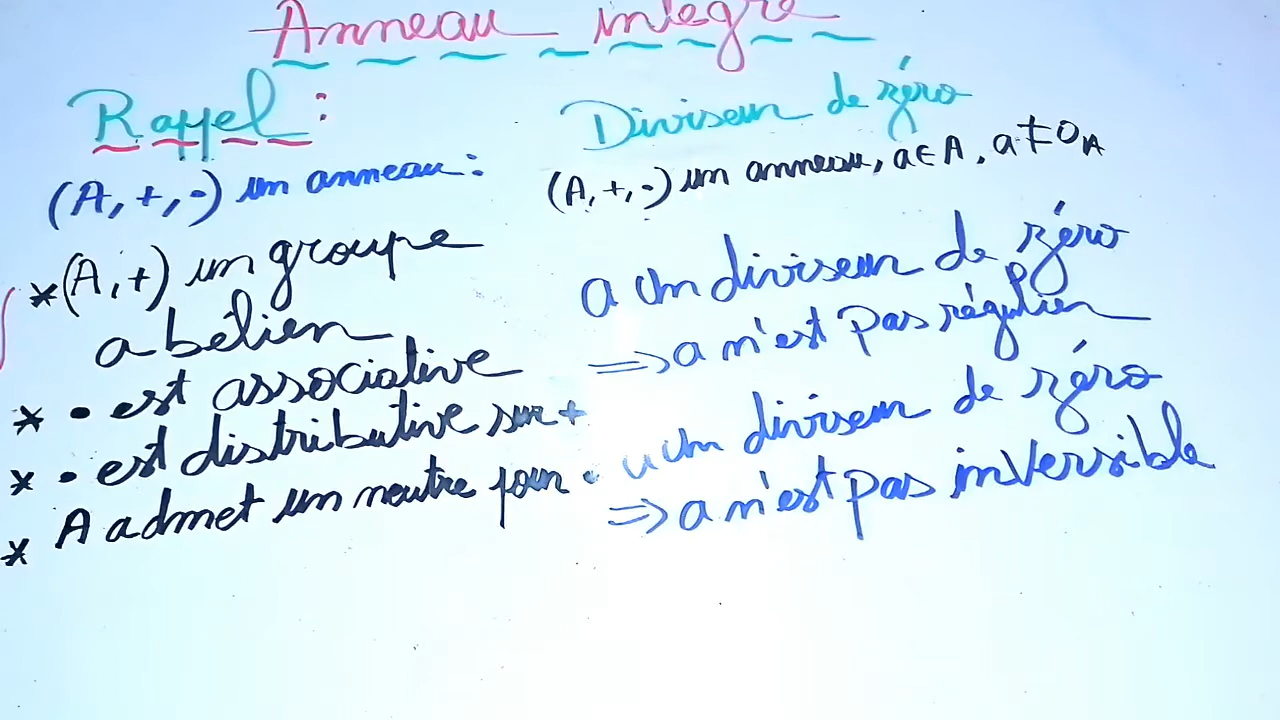 Anneau intègre
Rappel :
(A, +, •) un anneau :
* (A, +) un groupe
abélien
* • est associative
* • est distributive sur +
* A admet un neutre pour •
Diviseur de zéro
(A, +, •) un anneau, a ∈ A, a ≠ 0_A
a un diviseur de zéro
⇒ a n'est pas régulier
a un diviseur de zéro
⇒ a n'est pas inversible